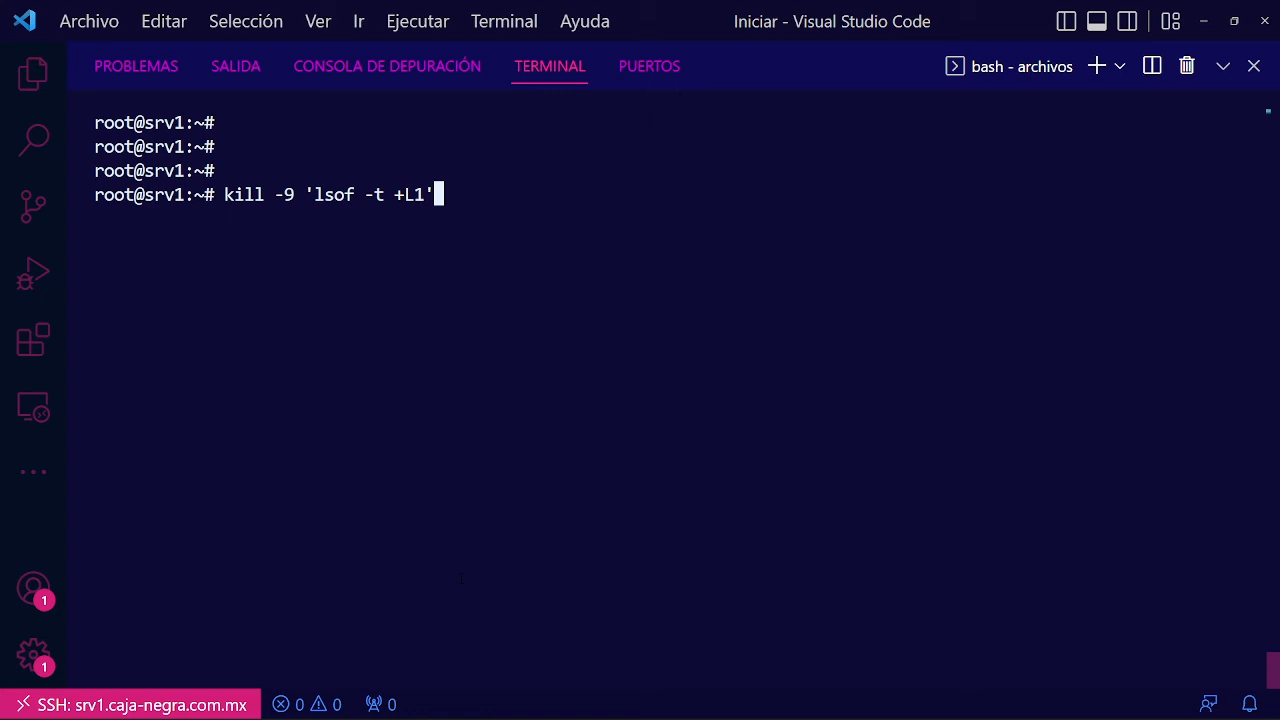 Archivo Editar Selección Ver Ir Ejecutar Terminal Ayuda Iniciar - Visual Studio Code
PROBLEMAS SALIDA CONSOLA DE DEPURACIÓN TERMINAL PUERTOS bash - archivos
root@srv1:~#
root@srv1:~#
root@srv1:~#
root@srv1:~# kill -9 'lsof -t +L1'
1
1
SSH: srv1.caja-negra.com.mx 0 0 0